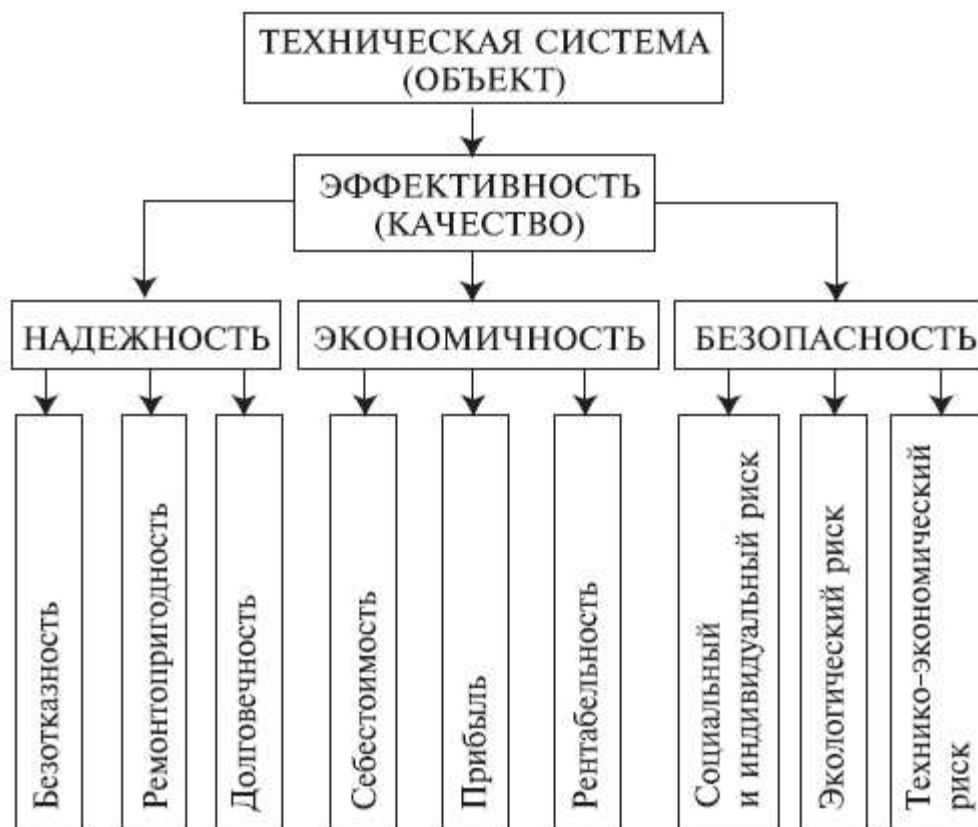 ТЕХНИЧЕСКАЯ СИСТЕМА
(ОБЪЕКТ)
ЭФФЕКТИВНОСТЬ
(КАЧЕСТВО)
НАДЕЖНОСТЬ
ЭКОНОМИЧНОСТЬ
БЕЗОПАСНОСТЬ
Безотказность
Ремонтопригодность
Долговечность
Себестоимость
Прибыль
Рентабельность
Социальный
и индивидуальный риск
Экологический риск
Технико-экономический
риск